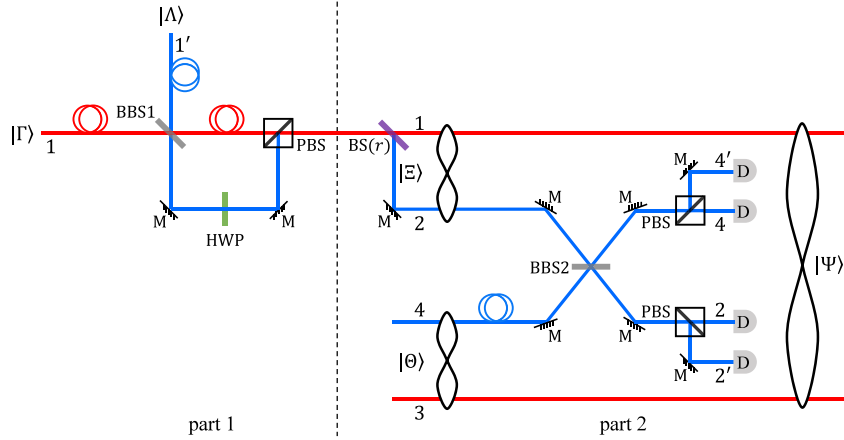 |Λ⟩
1′
BBS1
|Γ⟩
1
PBS
BS(r)
1
M
M
HWP
|Ξ⟩
M
2
M
M
M
4′
D
PBS
4
D
BBS2
|Ψ⟩
4
M
M
PBS
2
D
|Θ⟩
M
2′
D
3
part 1
part 2